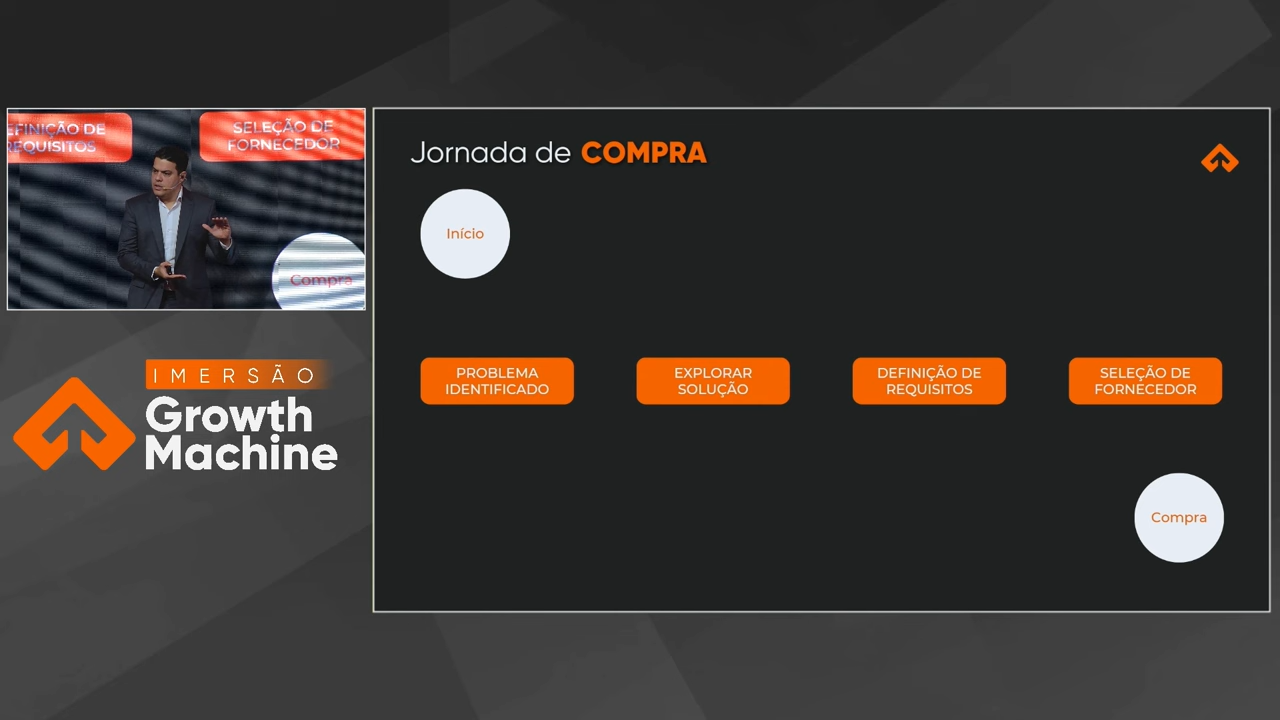 EFINIÇÃO DE
REQUISITOS
SELEÇÃO DE
FORNECEDOR
Compra
IMERSÃO
Growth
Machine
Jornada de COMPRA
Início
PROBLEMA
IDENTIFICADO
EXPLORAR
SOLUÇÃO
DEFINIÇÃO DE
REQUISITOS
SELEÇÃO DE
FORNECEDOR
Compra